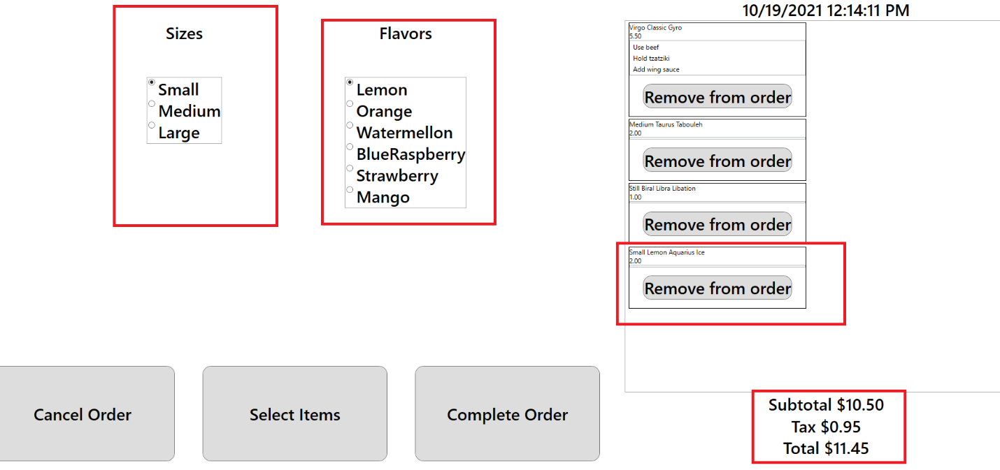 Sizes
Small
Medium
Large
Flavors
Lemon
Orange
Watermellon
BlueRaspberry
Strawberry
Mango
10/19/2021 12:14:11 PM
Virgo Classic Gyro
5.50
Use beef
Hold tzatziki
Add wing sauce
Remove from order
Medium Taurus Tabouleh
2.00
Remove from order
Still Biral Libra Libation
1.00
Remove from order
Small Lemon Aquarius Ice
2.00
Remove from order
Cancel Order
Select Items
Complete Order
Subtotal $10.50
Tax $0.95
Total $11.45